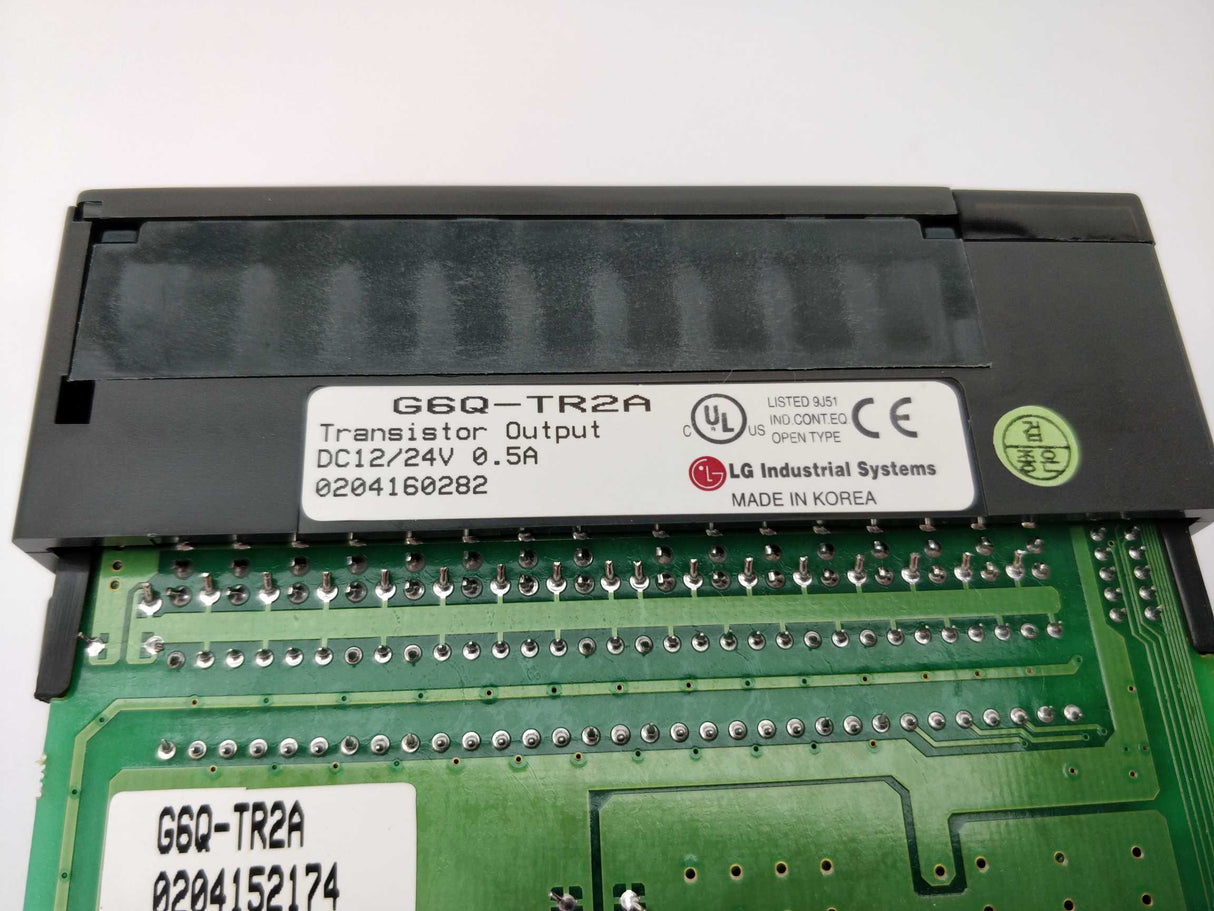 G6Q-TR2A
Transistor Output
DC12/24V 0.5A
0204160282
C UL US
LISTED 9J51
IND.CONT.EQ.
OPEN TYPE
CE
LG Industrial Systems
MADE IN KOREA
G6Q-TR2A
0204152174